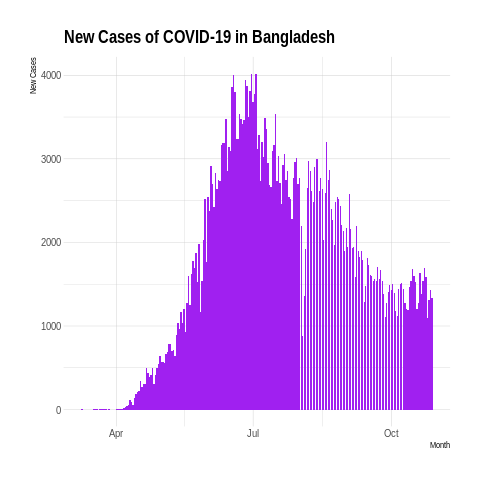 New Cases of COVID-19 in Bangladesh
New Cases
4000
3000
2000
1000
0
Apr
Jul
Oct
Month